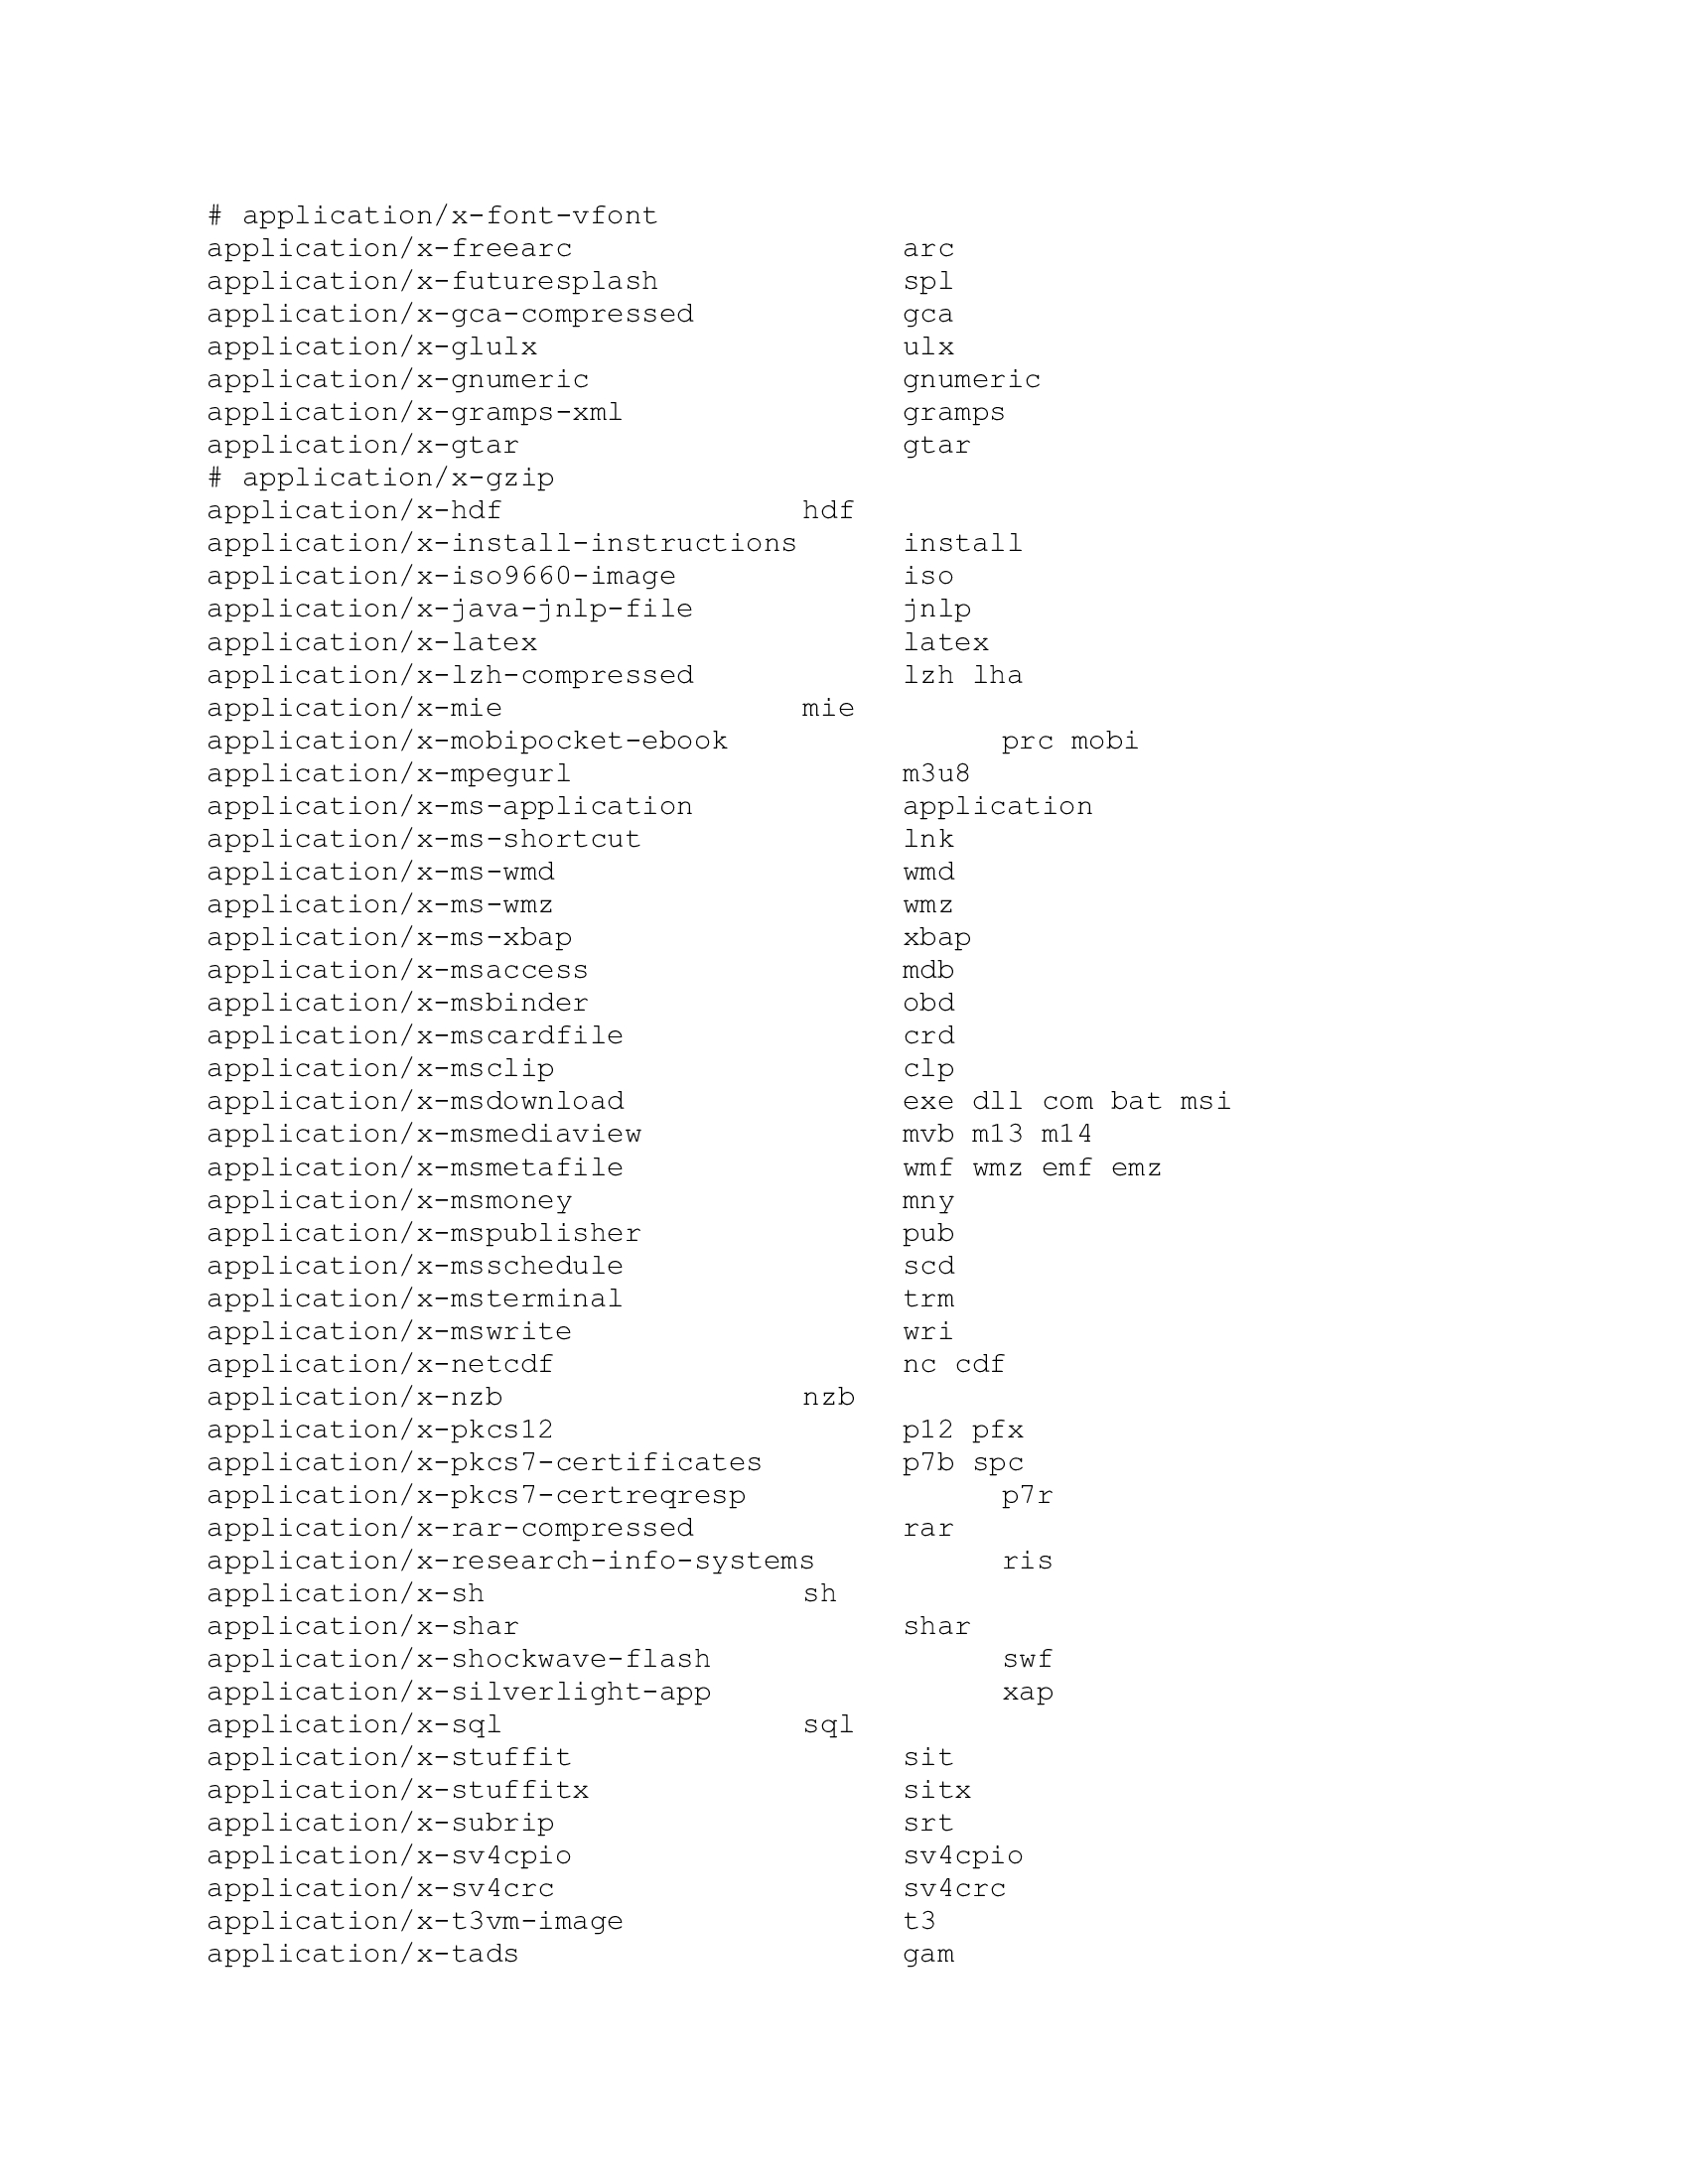 # application/x-font-vfont
application/x-freearc arc
application/x-futuresplash spl
application/x-gca-compressed gca
application/x-glulx ulx
application/x-gnumeric gnumeric
application/x-gramps-xml gramps
application/x-gtar gtar
# application/x-gzip
application/x-hdf hdf
application/x-install-instructions install
application/x-iso9660-image iso
application/x-java-jnlp-file jnlp
application/x-latex latex
application/x-lzh-compressed lzh lha
application/x-mie mie
application/x-mobipocket-ebook prc mobi
application/x-mpegurl m3u8
application/x-ms-application application
application/x-ms-shortcut lnk
application/x-ms-wmd wmd
application/x-ms-wmz wmz
application/x-ms-xbap xbap
application/x-msaccess mdb
application/x-msbinder obd
application/x-mscardfile crd
application/x-msclip clp
application/x-msdownload exe dll com bat msi
application/x-msmediaview mvb m13 m14
application/x-msmetafile wmf wmz emf emz
application/x-msmoney mny
application/x-mspublisher pub
application/x-msschedule scd
application/x-msterminal trm
application/x-mswrite wri
application/x-netcdf nc cdf
application/x-nzb nzb
application/x-pkcs12 p12 pfx
application/x-pkcs7-certificates p7b spc
application/x-pkcs7-certreqresp p7r
application/x-rar-compressed rar
application/x-research-info-systems ris
application/x-sh sh
application/x-shar shar
application/x-shockwave-flash swf
application/x-silverlight-app xap
application/x-sql sql
application/x-stuffit sit
application/x-stuffitx sitx
application/x-subrip srt
application/x-sv4cpio sv4cpio
application/x-sv4crc sv4crc
application/x-t3vm-image t3
application/x-tads gam